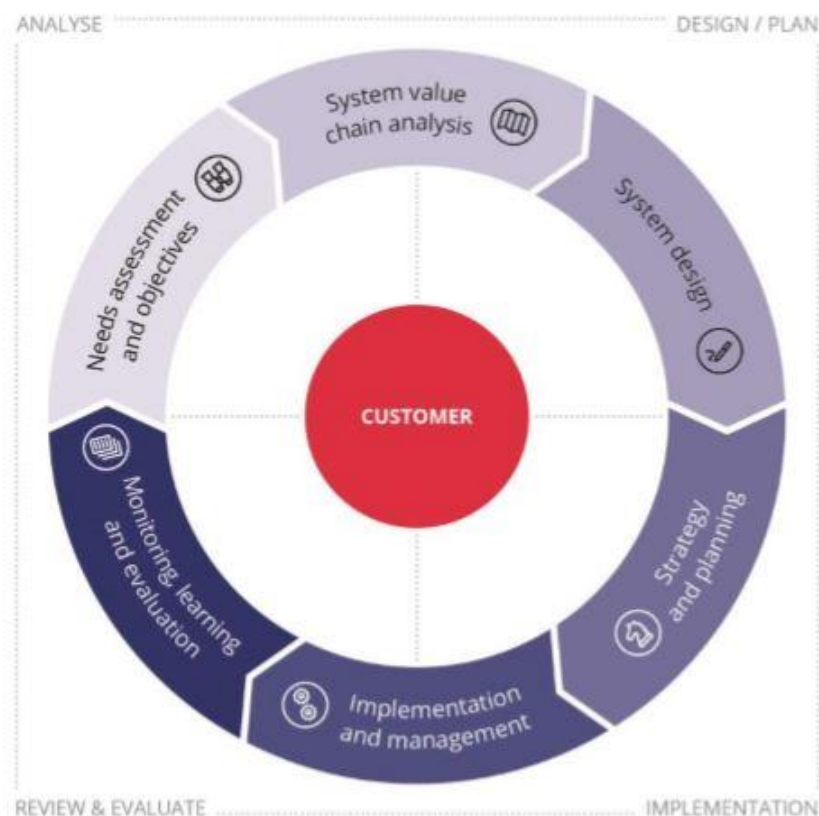 ANALYSE
DESIGN / PLAN
System value
chain analysis
System design
Needs assessment
and objectives
CUSTOMER
Strategy
and planning
Monitoring, learning
and evaluation
Implementation
and management
REVIEW & EVALUATE
IMPLEMENTATION